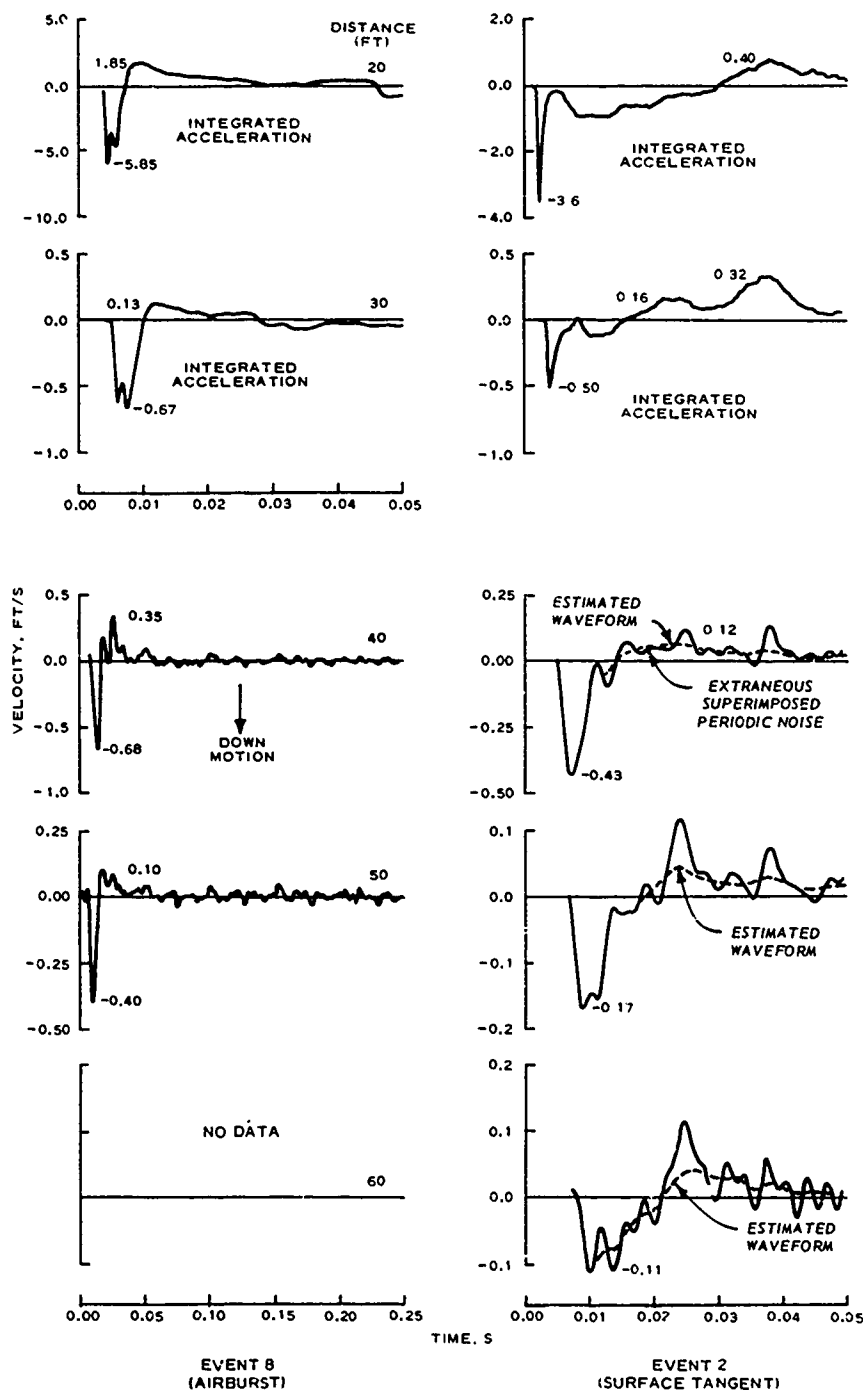 DISTANCE
(FT)
5.0
1.85
20
0.0
INTEGRATED
ACCELERATION
-5.0
-5.85
-10.0
2.0
0.40
0.0
INTEGRATED
ACCELERATION
-2.0
-3.6
-4.0
0.5
0.13
30
0.0
INTEGRATED
ACCELERATION
-0.5
-0.67
-1.0
0.00 0.01 0.02 0.03 0.04 0.05
0.5
0 32
0 16
0.0
-0.5
-0 50
INTEGRATED
ACCELERATION
-1.0
VELOCITY, FT/S
0.5
0.35
40
0.0
-0.5
-0.68
DOWN
MOTION
-1.0
0.25
ESTIMATED
WAVEFORM
0 12
0.00
EXTRANEOUS
SUPERIMPOSED
PERIODIC NOISE
-0.25
-0.43
-0.50
0.25
0.10
50
0.00
-0.25
-0.40
-0.50
0.1
0.0
ESTIMATED
WAVEFORM
-0.1
-0 17
-0.2
NO DATA
60
0.00 0.05 0.10 0.15 0.20 0.25
0.2
0.1
0.0
ESTIMATED
WAVEFORM
-0.11
-0.1
0.00 0.01 0.02 0.03 0.04 0.05
TIME, S
EVENT 8
(AIRBURST)
EVENT 2
(SURFACE TANGENT)